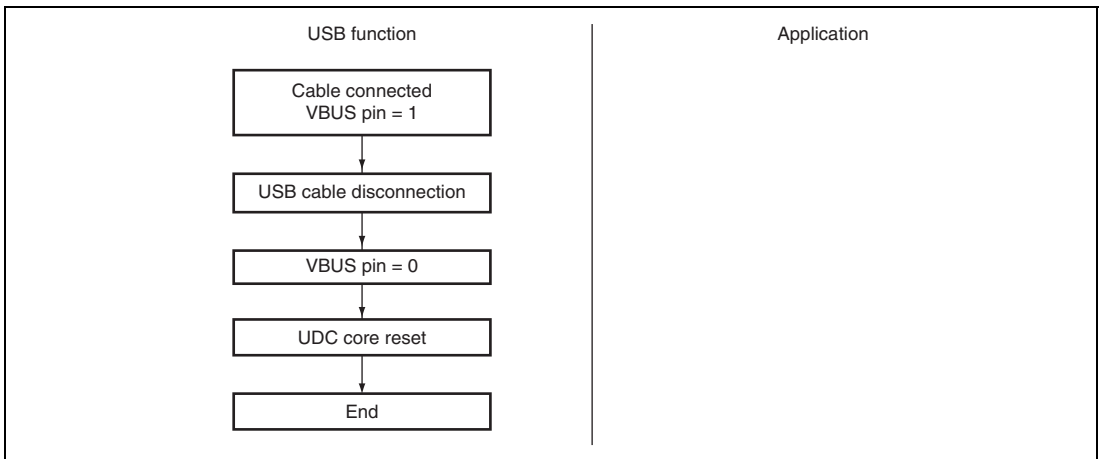 USB function
Application
Cable connected
VBUS pin = 1
USB cable disconnection
VBUS pin = 0
UDC core reset
End